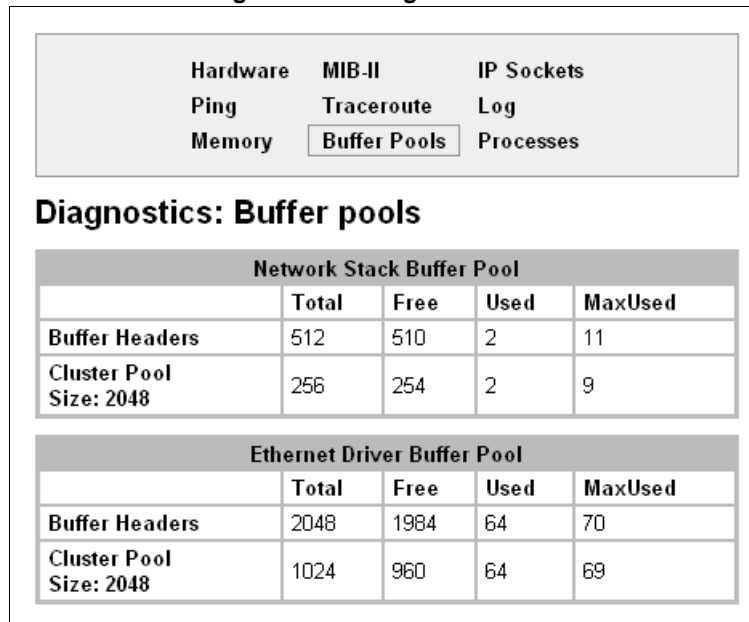 Hardware MIB-II IP Sockets
Ping Traceroute Log
Memory Buffer Pools Processes
Diagnostics: Buffer pools
Network Stack Buffer Pool
Total Free Used MaxUsed
Buffer Headers 512 510 2 11
Cluster Pool
Size: 2048 256 254 2 9
Ethernet Driver Buffer Pool
Total Free Used MaxUsed
Buffer Headers 2048 1984 64 70
Cluster Pool
Size: 2048 1024 960 64 69